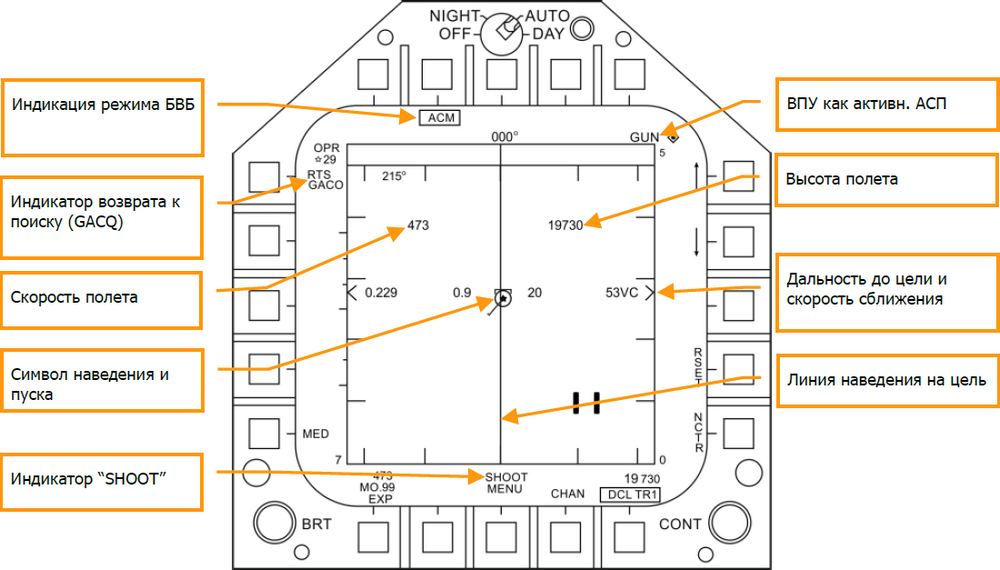 NIGHT AUTO
OFF DAY
Индикация режима БВБ
ACM
ВПУ как активн. АСП
000°
GUN
OPR
☆29
5
RTS
GACO
215°
Высота полета
Индикатор возврата к
поиску (GACQ)
473
19730
Скорость полета
0.229
0.9
20
53VC
Дальность до цели и
скорость сближения
Символ наведения и
пуска
RSET
Линия наведения на цель
NCTR
MED
7
0
Индикатор “SHOOT”
473
MO.99
EXP
SHOOT
MENU
CHAN
19 730
DCL TR1
BRT
CONT